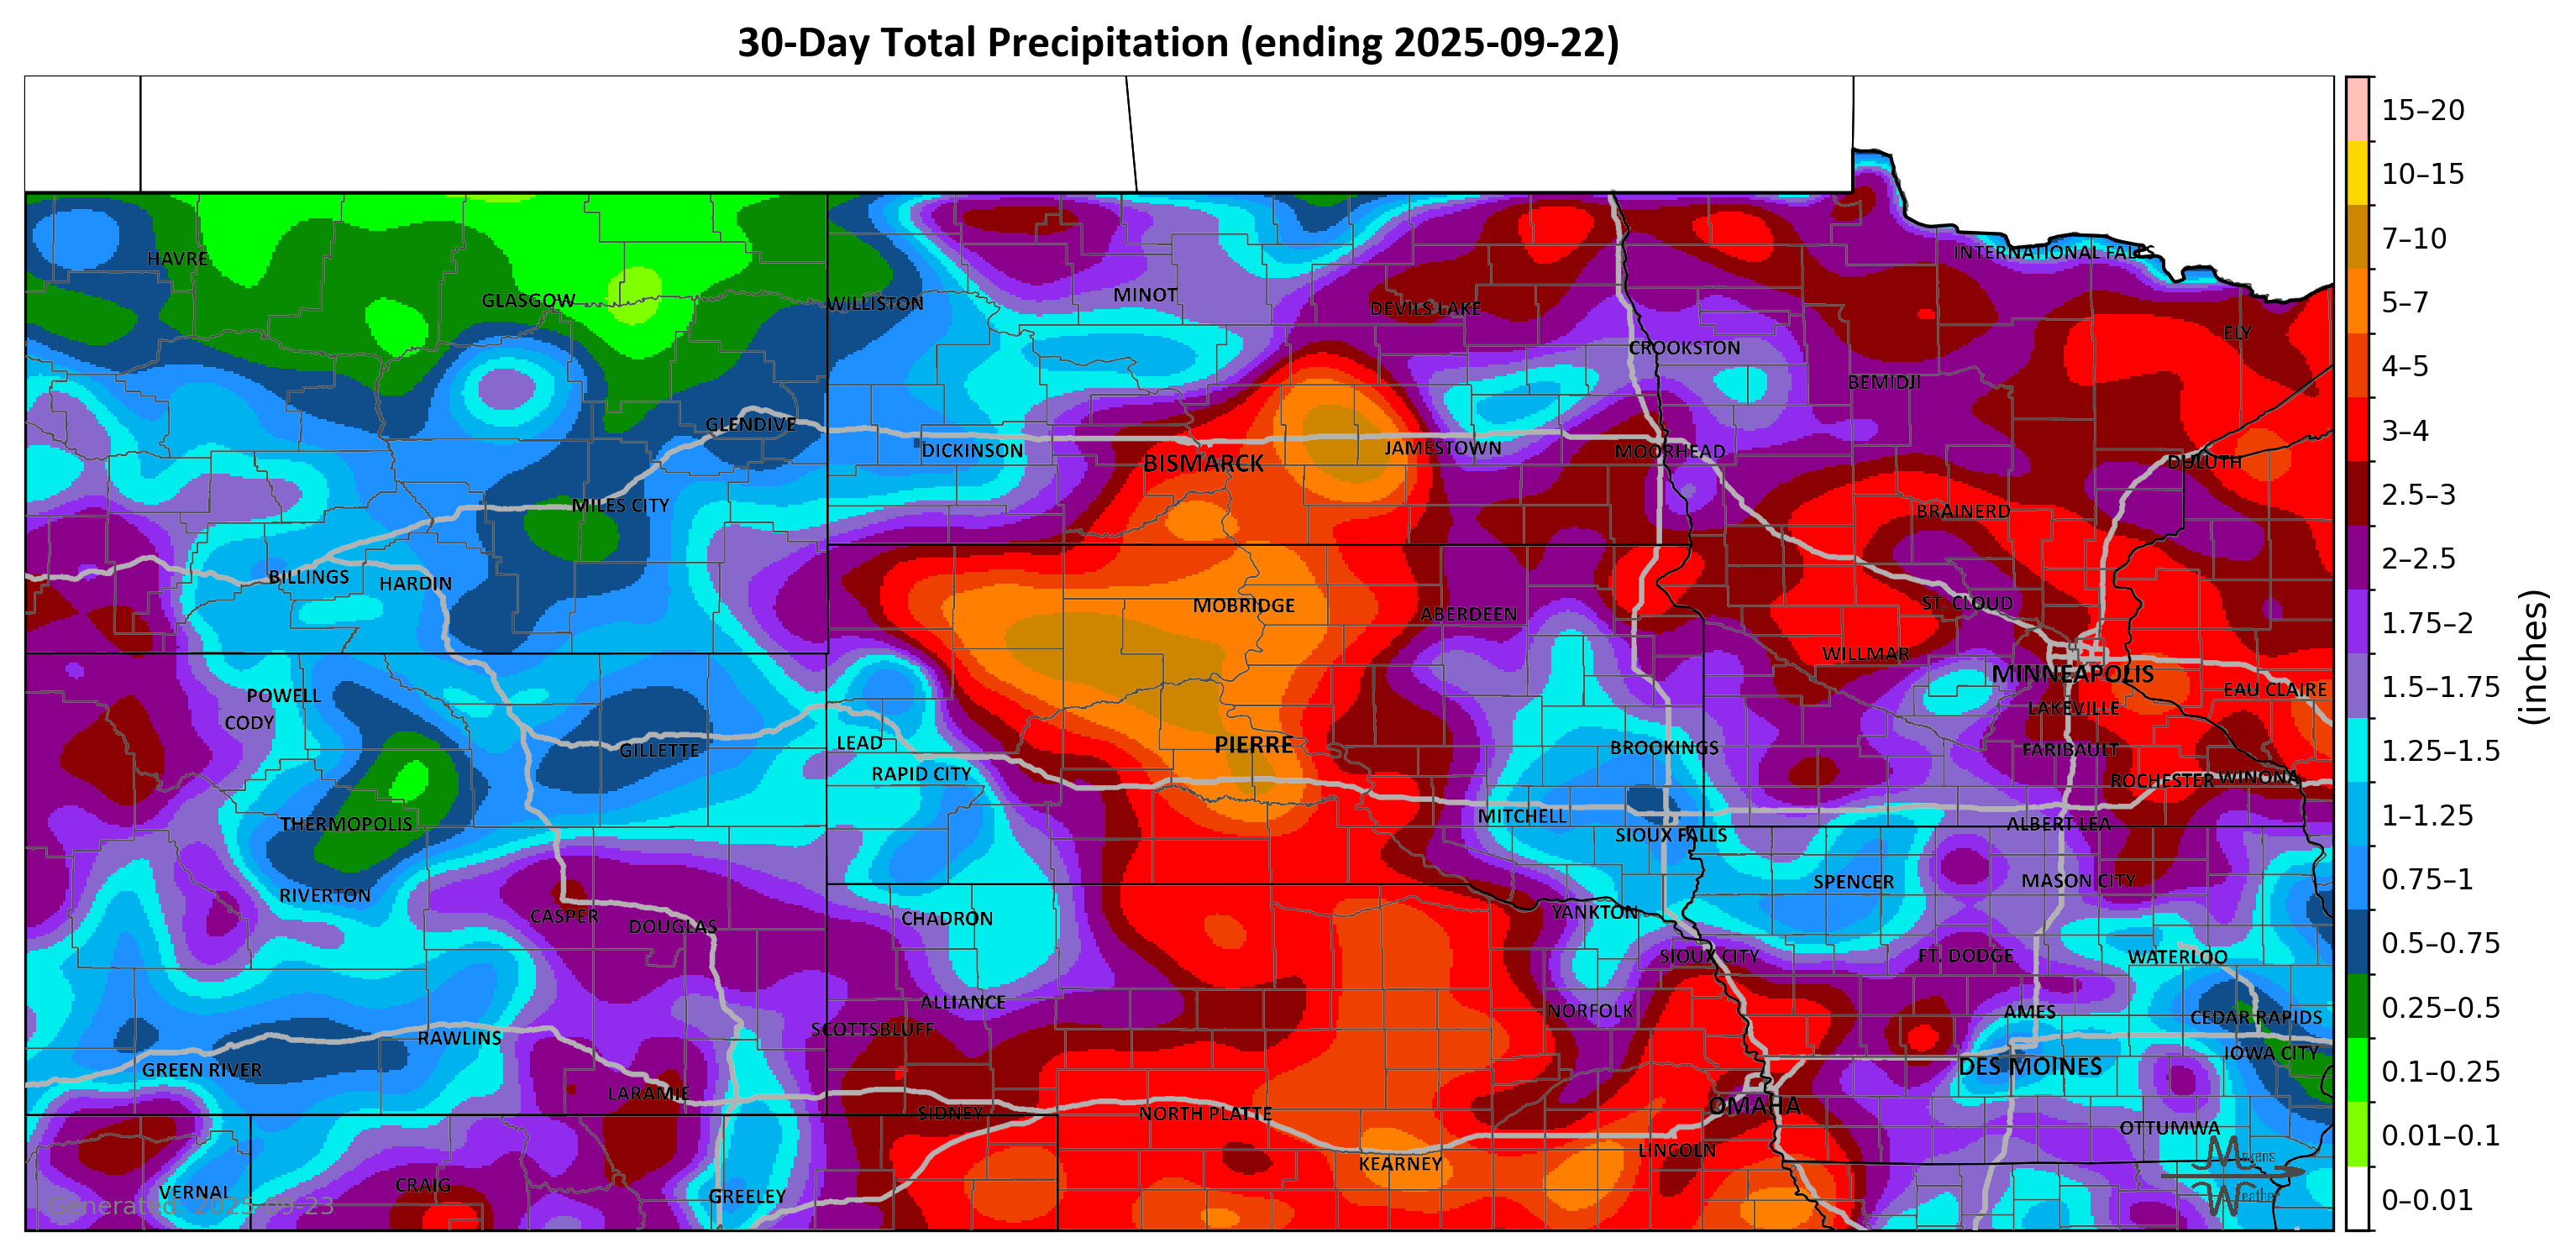 30-Day Total Precipitation (ending 2025-09-22)
15–20
10–15
7–10
5–7
4–5
3–4
2.5–3
2–2.5
1.75–2
1.5–1.75
1.25–1.5
1–1.25
0.75–1
0.5–0.75
0.25–0.5
0.1–0.25
0.01–0.1
0–0.01
(inches)
HAVRE
INTERNATIONAL FALLS
GLASGOW
WILLISTON
MINOT
DEVILS LAKE
ELY
CROOKSTON
BEMIDJI
GLENDIVE
DICKINSON
BISMARCK
JAMESTOWN
MOORHEAD
DULUTH
MILES CITY
BRAINERD
BILLINGS
HARDIN
MOBRIDGE
ABERDEEN
ST. CLOUD
WILLMAR
MINNEAPOLIS
POWELL
CODY
EAU CLAIRE
LAKEVILLE
GILLETTE
LEAD
PIERRE
BROOKINGS
FARIBAULT
RAPID CITY
ROCHESTER
WINONA
THERMOPOLIS
MITCHELL
SIOUX FALLS
ALBERT LEA
RIVERTON
SPENCER
MASON CITY
CASPER
DOUGLAS
CHADRON
YANKTON
SIOUX CITY
FT. DODGE
WATERLOO
ALLIANCE
NORFOLK
AMES
CEDAR RAPIDS
SCOTTSBLUFF
RAWLINS
GREEN RIVER
IOWA CITY
DES MOINES
LARAMIE
SIDNEY
NORTH PLATTE
OMAHA
OTTUMWA
LINCOLN
KEARNEY
VERNAL
CRAIG
GREELEY
Makens
Weather
Generated: 2025-09-23